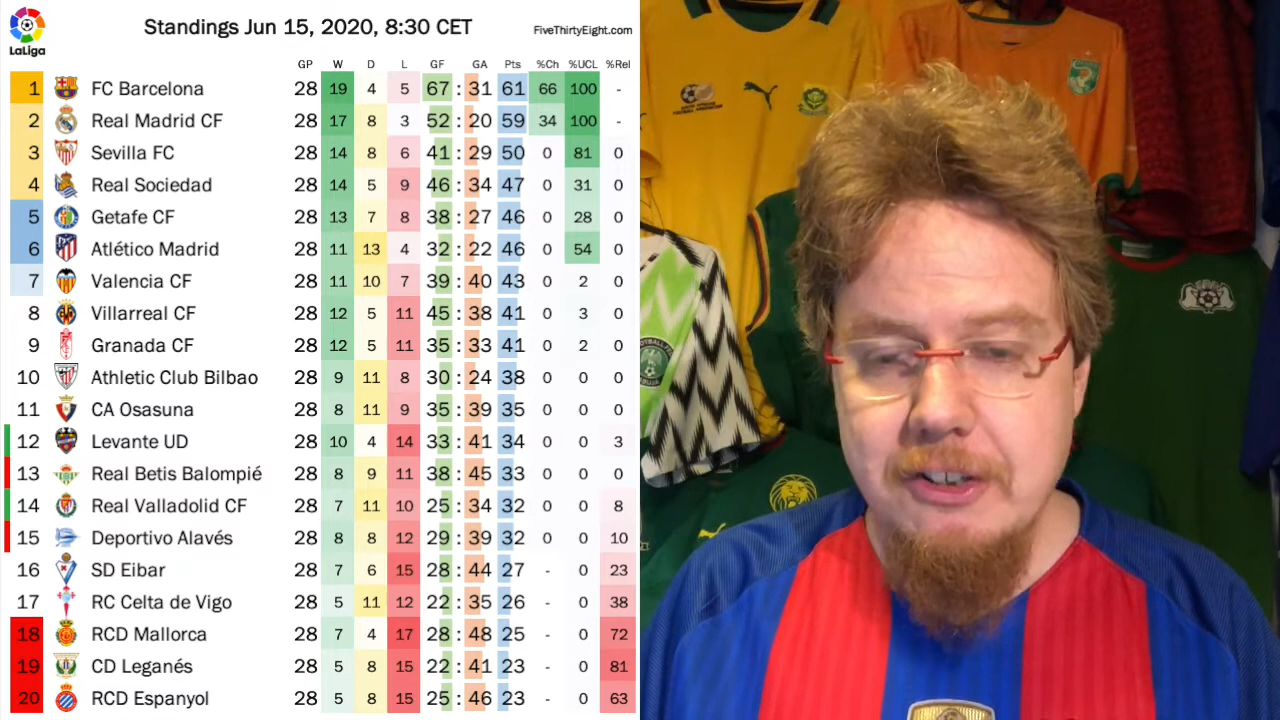 LaLiga
Standings Jun 15, 2020, 8:30 CET
FiveThirtyEight.com
GP W D L GF GA Pts %Ch %UCL %Rel
1 FC Barcelona 28 19 4 5 67 : 31 61 66 100 -
2 Real Madrid CF 28 17 8 3 52 : 20 59 34 100 -
3 Sevilla FC 28 14 8 6 41 : 29 50 0 81 0
4 Real Sociedad 28 14 5 9 46 : 34 47 0 31 0
5 Getafe CF 28 13 7 8 38 : 27 46 0 28 0
6 Atlético Madrid 28 11 13 4 32 : 22 46 0 54 0
7 Valencia CF 28 11 10 7 39 : 40 43 0 2 0
8 Villarreal CF 28 12 5 11 45 : 38 41 0 3 0
9 Granada CF 28 12 5 11 35 : 33 41 0 2 0
10 Athletic Club Bilbao 28 9 11 8 30 : 24 38 0 0 0
11 CA Osasuna 28 8 11 9 35 : 39 35 0 0 0
12 Levante UD 28 10 4 14 33 : 41 34 0 0 3
13 Real Betis Balompié 28 8 9 11 38 : 45 33 0 0 0
14 Real Valladolid CF 28 7 11 10 25 : 34 32 0 0 8
15 Deportivo Alavés 28 8 8 12 29 : 39 32 0 0 10
16 SD Eibar 28 7 6 15 28 : 44 27 - 0 23
17 RC Celta de Vigo 28 5 11 12 22 : 35 26 - 0 38
18 RCD Mallorca 28 7 4 17 28 : 48 25 - 0 72
19 CD Leganés 28 5 8 15 22 : 41 23 - 0 81
20 RCD Espanyol 28 5 8 15 25 : 46 23 - 0 63